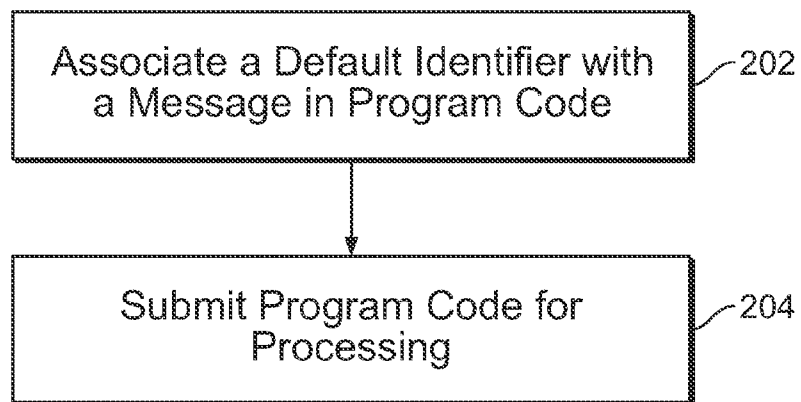 Associate a Default Identifier with
a Message in Program Code
202
Submit Program Code for
Processing
204